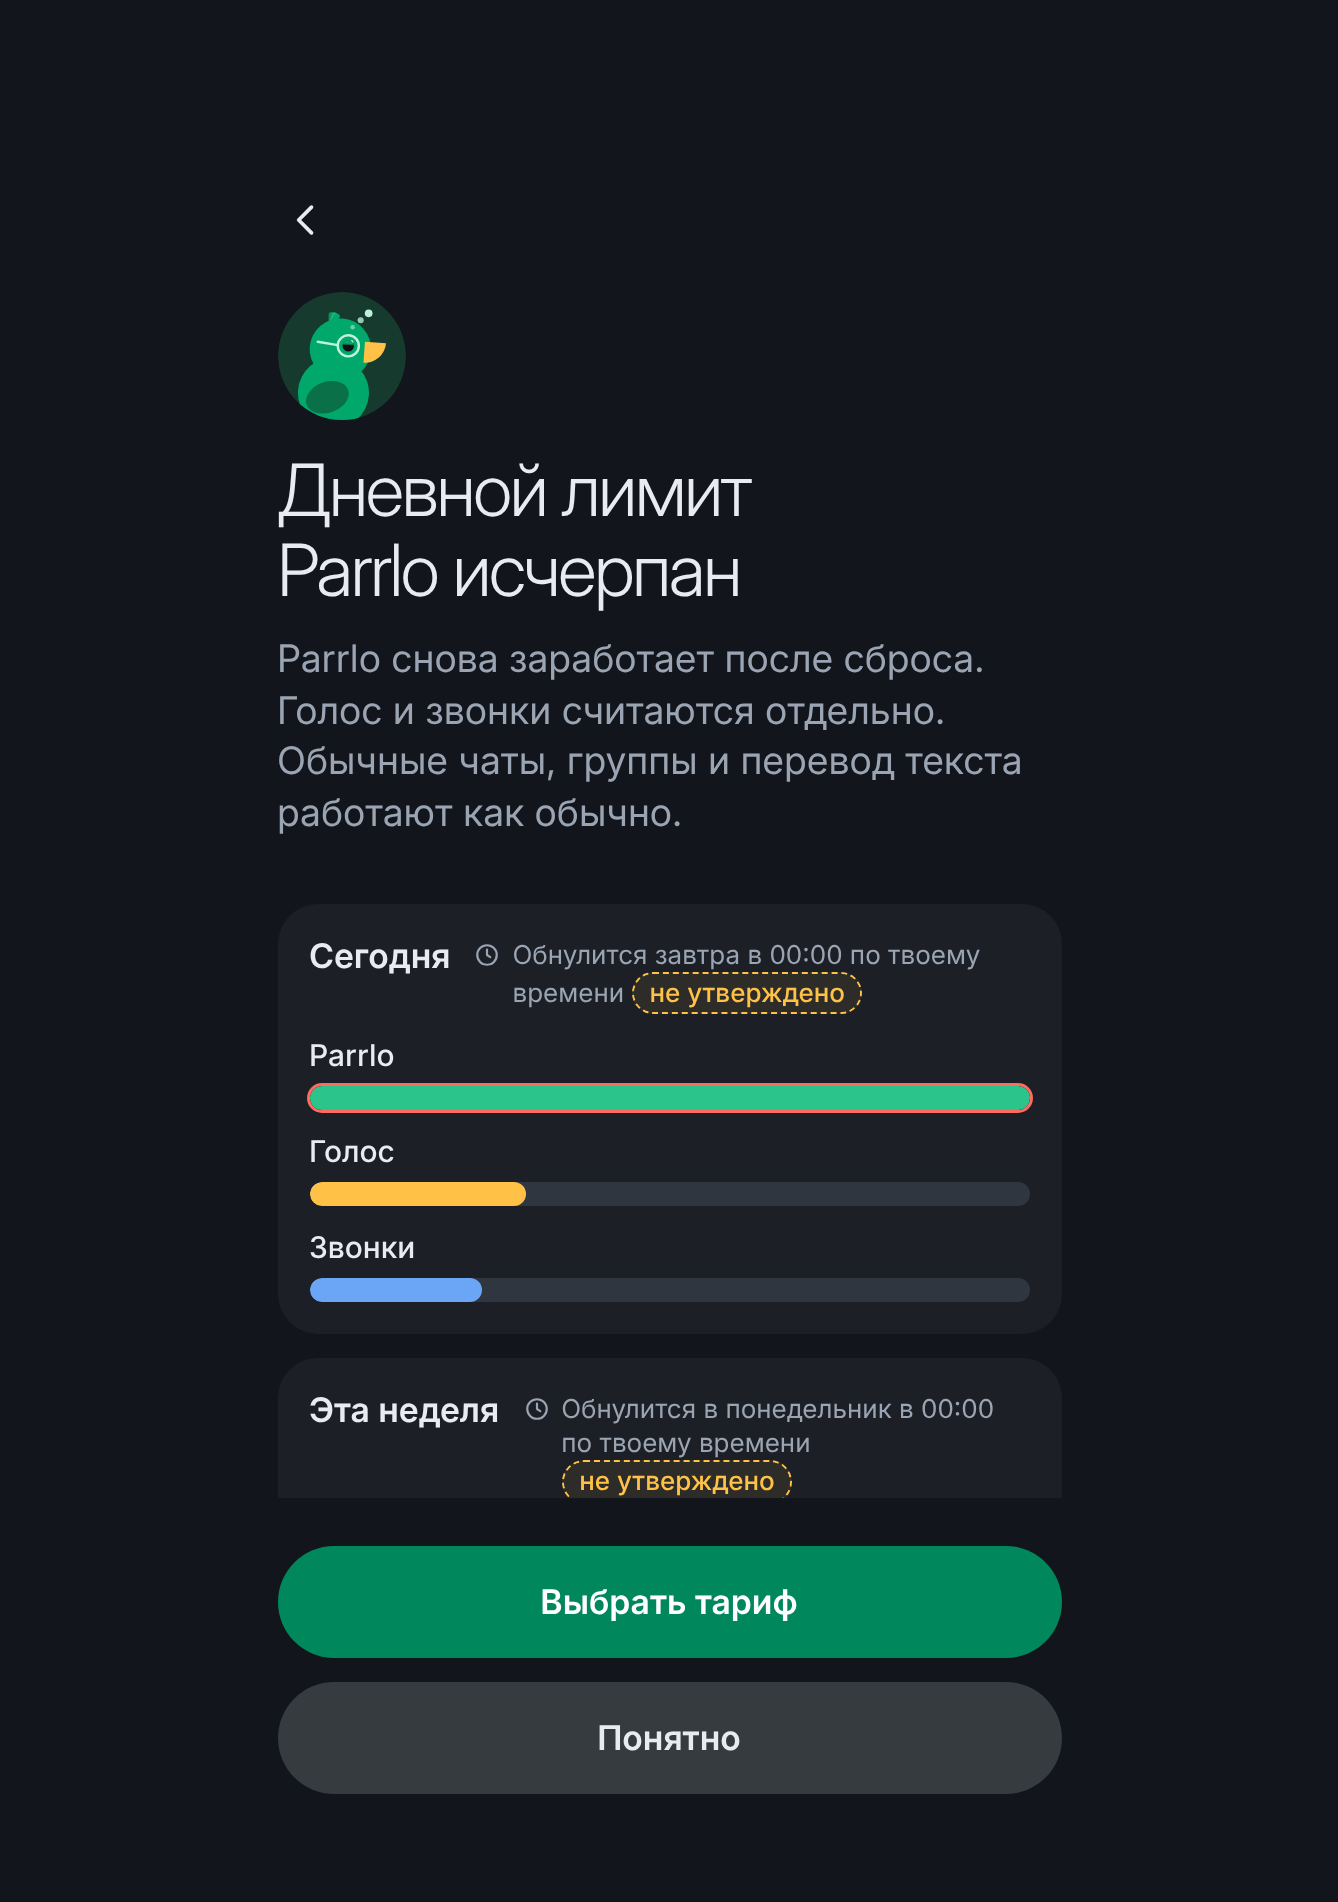 Дневной лимит
Parrlo исчерпан
Parrlo снова заработает после сброса.
Голос и звонки считаются отдельно.
Обычные чаты, группы и перевод текста
работают как обычно.
Сегодня
Обнулится завтра в 00:00 по твоему
времени не утверждено
Parrlo
Голос
Звонки
Эта неделя
Обнулится в понедельник в 00:00
по твоему времени
не утверждено
Выбрать тариф
Понятно